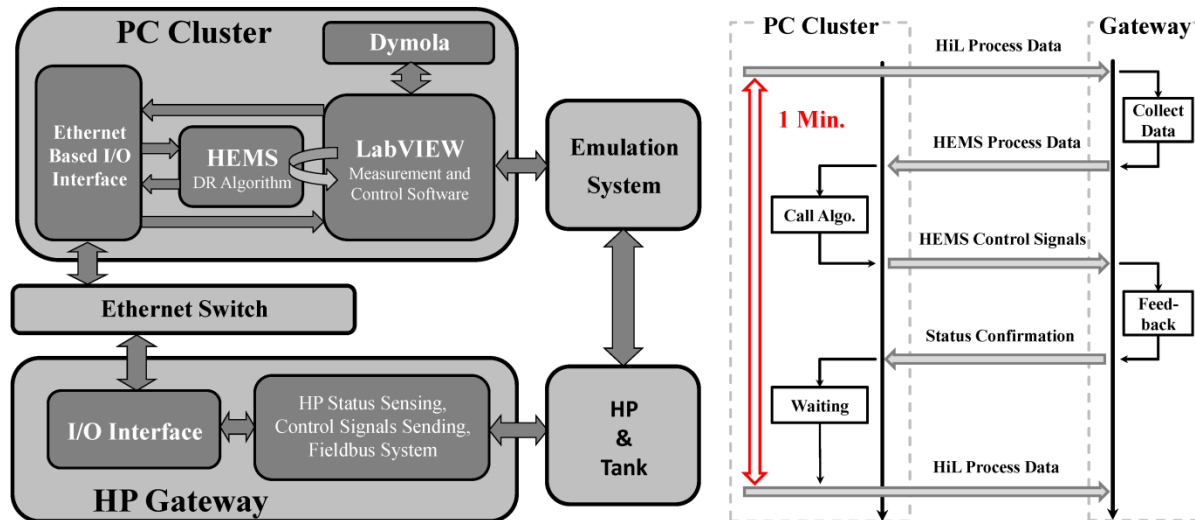 PC Cluster
Dymola
Ethernet
Based I/O
Interface
HEMS
DR Algorithm
LabVIEW
Measurement and
Control Software
Emulation
System
Ethernet Switch
I/O Interface
HP Status Sensing,
Control Signals Sending,
Fieldbus System
HP
&
Tank
HP Gateway
PC Cluster
Gateway
HiL Process Data
1 Min.
Collect
Data
HEMS Process Data
Call Algo.
HEMS Control Signals
Feed-
back
Status Confirmation
Waiting
HiL Process Data